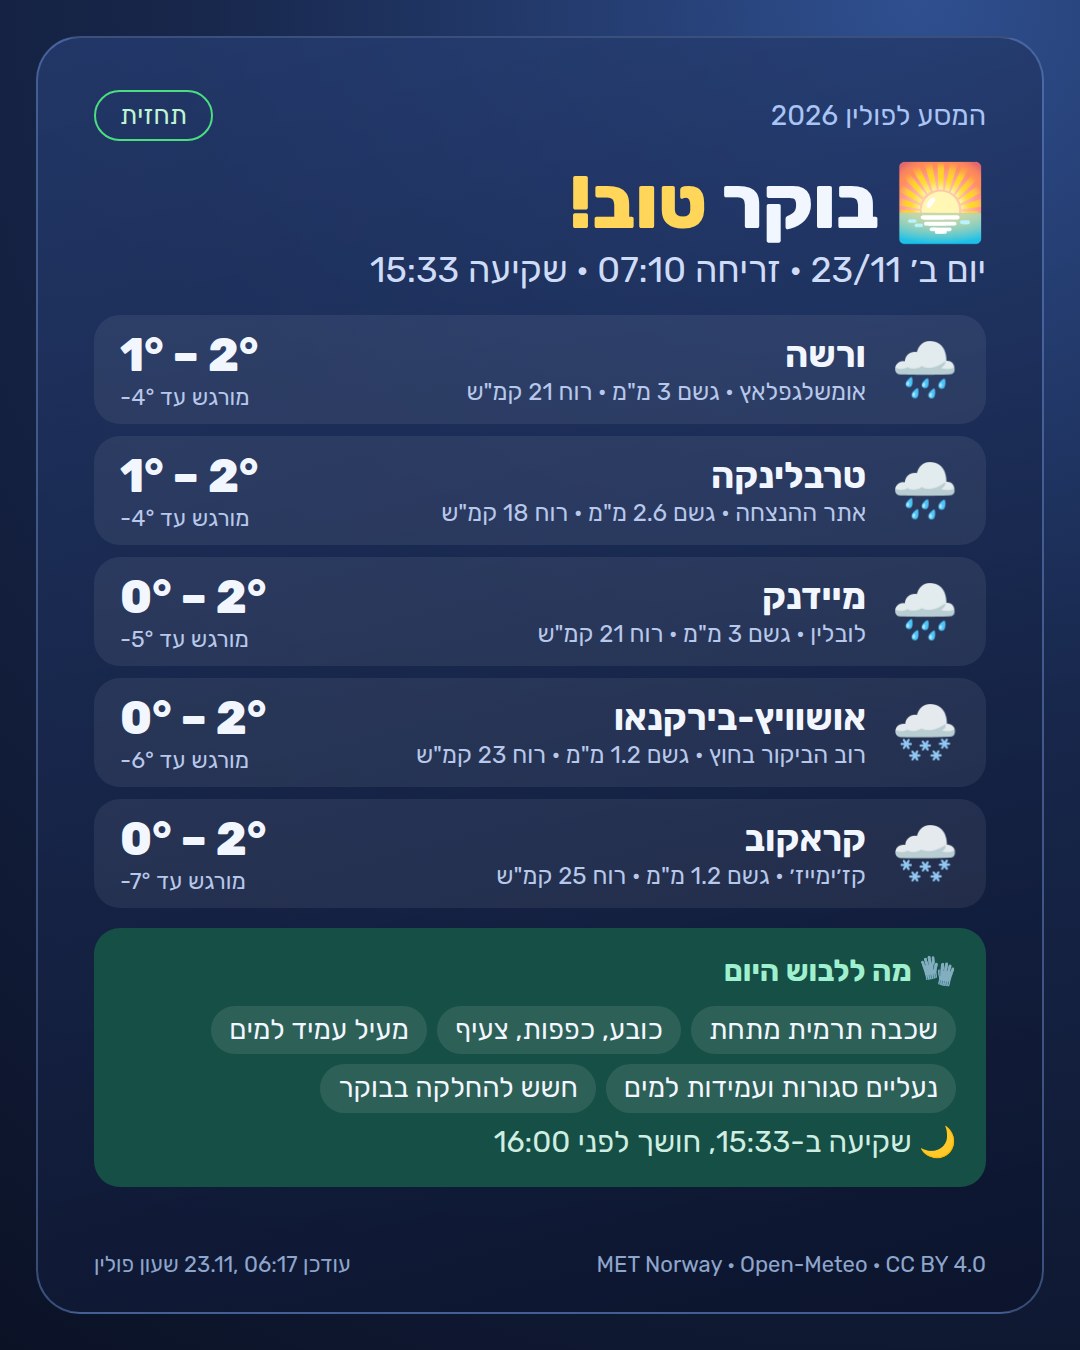 המסע לפולין 2026
תחזית
בוקר טוב!
יום ב׳ 23/11 • זריחה 07:10 • שקיעה 15:33
ורשה
אומשלגפלאץ • גשם 3 מ"מ • רוח 21 קמ"ש
1° – 2°
מורגש עד ‎-4°
טרבלינקה
אתר ההנצחה • גשם 2.6 מ"מ • רוח 18 קמ"ש
1° – 2°
מורגש עד ‎-4°
מיידנק
לובלין • גשם 3 מ"מ • רוח 21 קמ"ש
0° – 2°
מורגש עד ‎-5°
אושוויץ-בירקנאו
רוב הביקור בחוץ • גשם 1.2 מ"מ • רוח 23 קמ"ש
0° – 2°
מורגש עד ‎-6°
קראקוב
קז׳ימייז׳ • גשם 1.2 מ"מ • רוח 25 קמ"ש
0° – 2°
מורגש עד ‎-7°
מה ללבוש היום
שכבה תרמית מתחת
כובע, כפפות, צעיף
מעיל עמיד למים
נעליים סגורות ועמידות למים
חשש להחלקה בבוקר
שקיעה ב-15:33, חושך לפני 16:00
MET Norway • Open-Meteo • CC BY 4.0
עודכן 06:17 ,23.11 שעון פולין